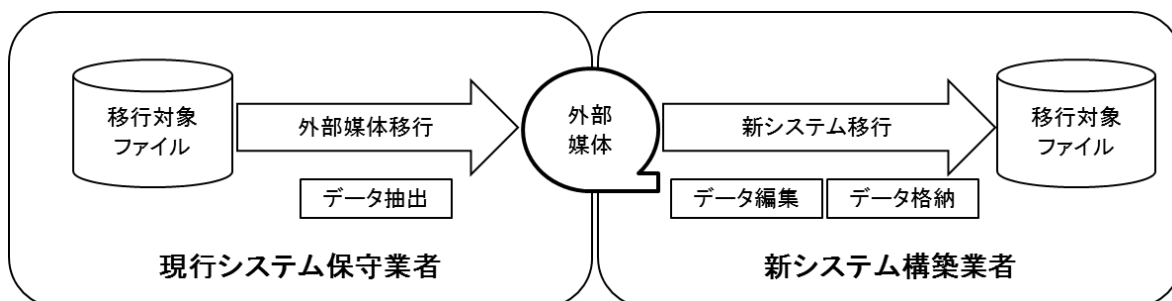 移行対象
ファイル
外部媒体移行
データ抽出
現行システム保守業者
外部
媒体
新システム移行
データ編集
データ格納
移行対象
ファイル
新システム構築業者